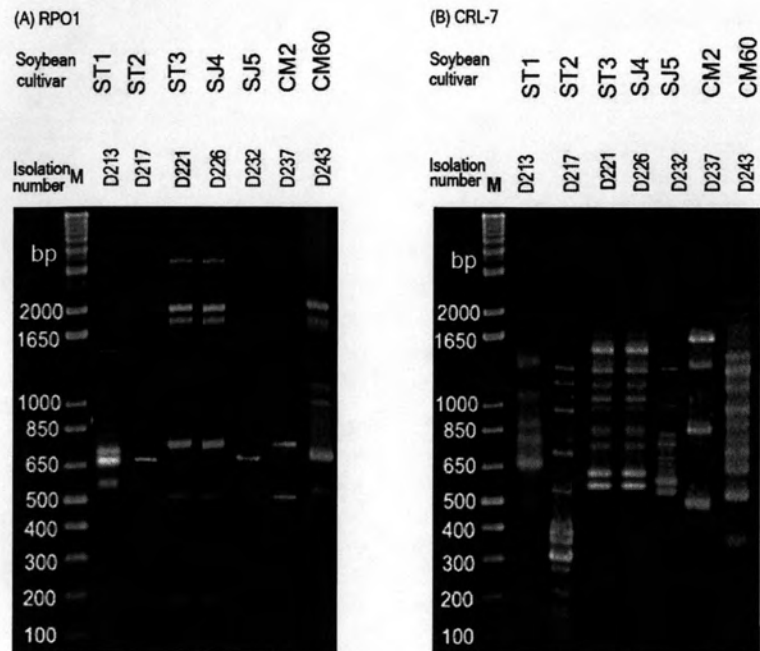 (A) RPO1
Soybean cultivar ST1 ST2 ST3 SJ4 SJ5 CM2 CM60
Isolation number M D213 D217 D221 D226 D232 D237 D243
bp
2000
1650
1000
850
650
500
400
300
200
100
(B) CRL-7
Soybean cultivar ST1 ST2 ST3 SJ4 SJ5 CM2 CM60
Isolation number M D213 D217 D221 D226 D232 D237 D243
bp
2000
1650
1000
850
650
500
400
300
200
100